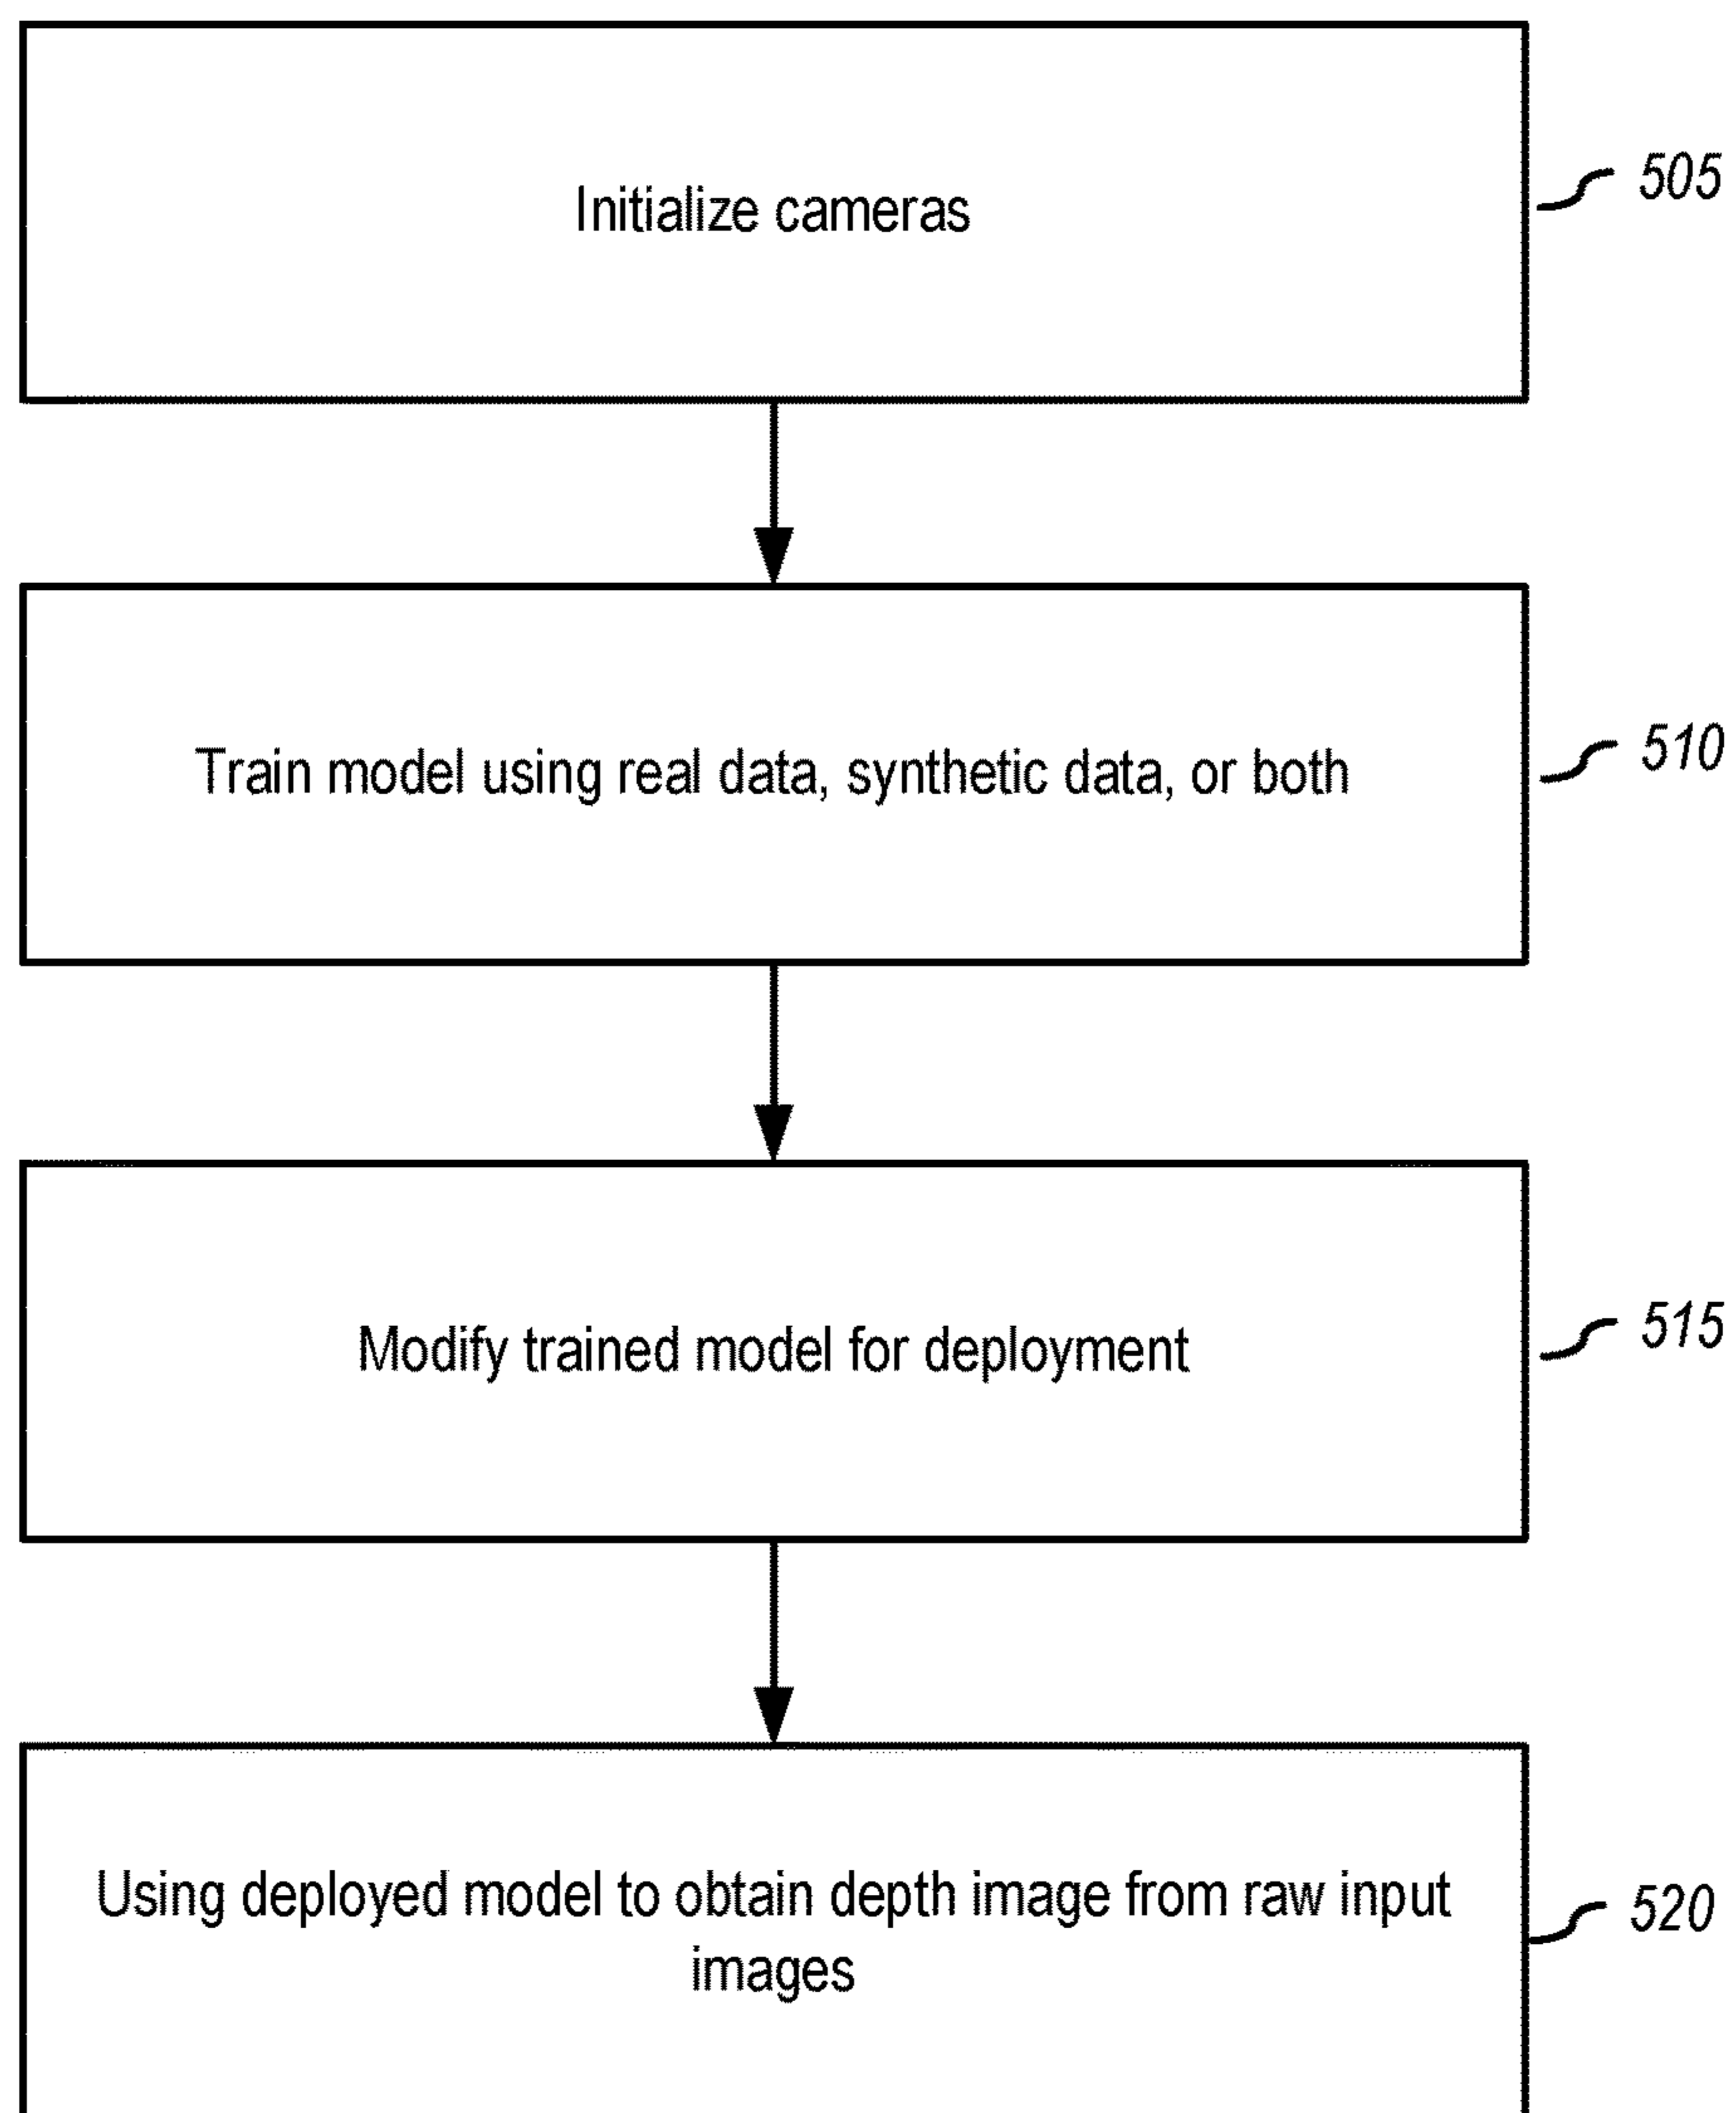 Initialize cameras
505
Train model using real data, synthetic data, or both
510
Modify trained model for deployment
515
Using deployed model to obtain depth image from raw input
images
520